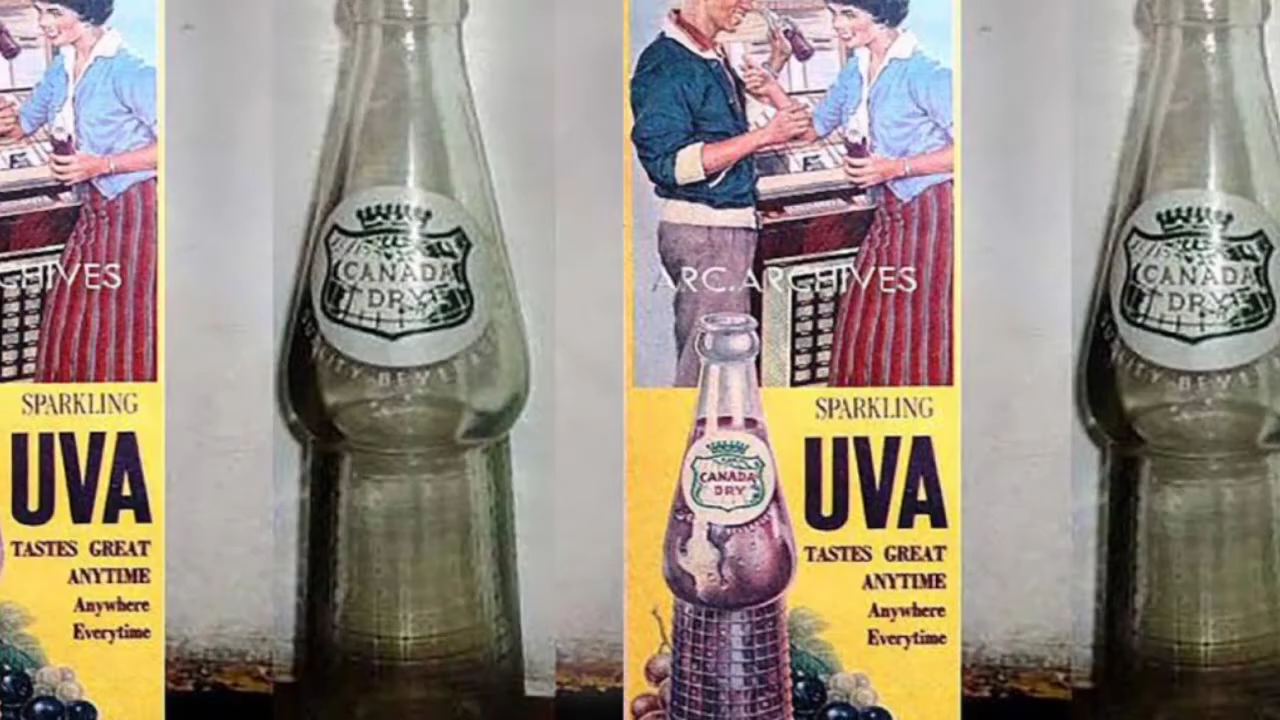 CHIVES
SPARKLING
UVA
TASTES GREAT
ANYTIME
Anywhere
Everytime
CANADA
DRY
ARC.ARCHIVES
CANADA
DRY
SPARKLING
UVA
TASTES GREAT
ANYTIME
Anywhere
Everytime
CANADA
DRY